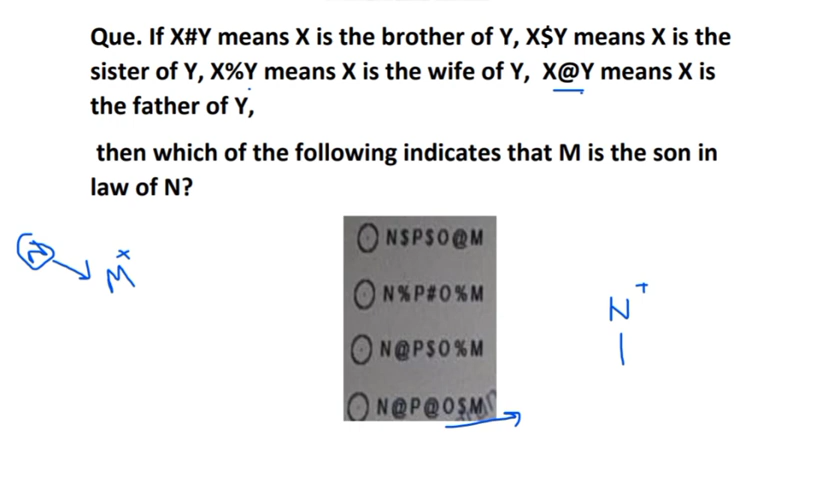 Que. If X#Y means X is the brother of Y, X$Y means X is the
sister of Y, X%Y means X is the wife of Y, X@Y means X is
the father of Y,
then which of the following indicates that M is the son in
law of N?
N$P$O@M
N%P#O%M
N@P$O%M
N@P@O$M
N
M x
N +